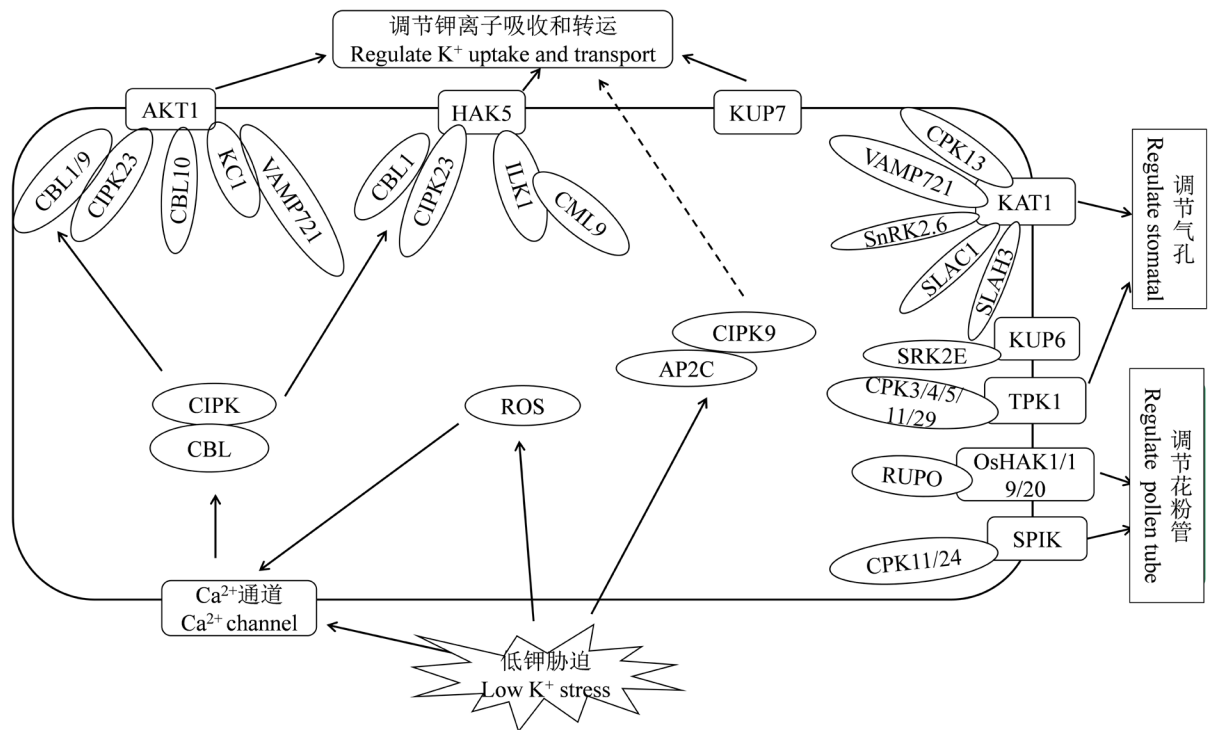 调节钾离子吸收和转运
Regulate K⁺ uptake and transport
AKT1
HAK5
KUP7
CBL1/9
CIPK23
CBL10
KC1
VAMP721
CBL1
CIPK23
ILK1
CML9
CPK13
VAMP721
KAT1
SnRK2.6
SLAC1
SLAH3
调节气孔
Regulate stomatal
CIPK9
AP2C
KUP6
SRK2E
CPK3/4/5/
11/29
TPK1
CIPK
CBL
ROS
RUPO
OsHAK1/1
9/20
SPIK
CPK11/24
调节花粉管
Regulate pollen tube
Ca²⁺通道
Ca²⁺ channel
低钾胁迫
Low K⁺ stress